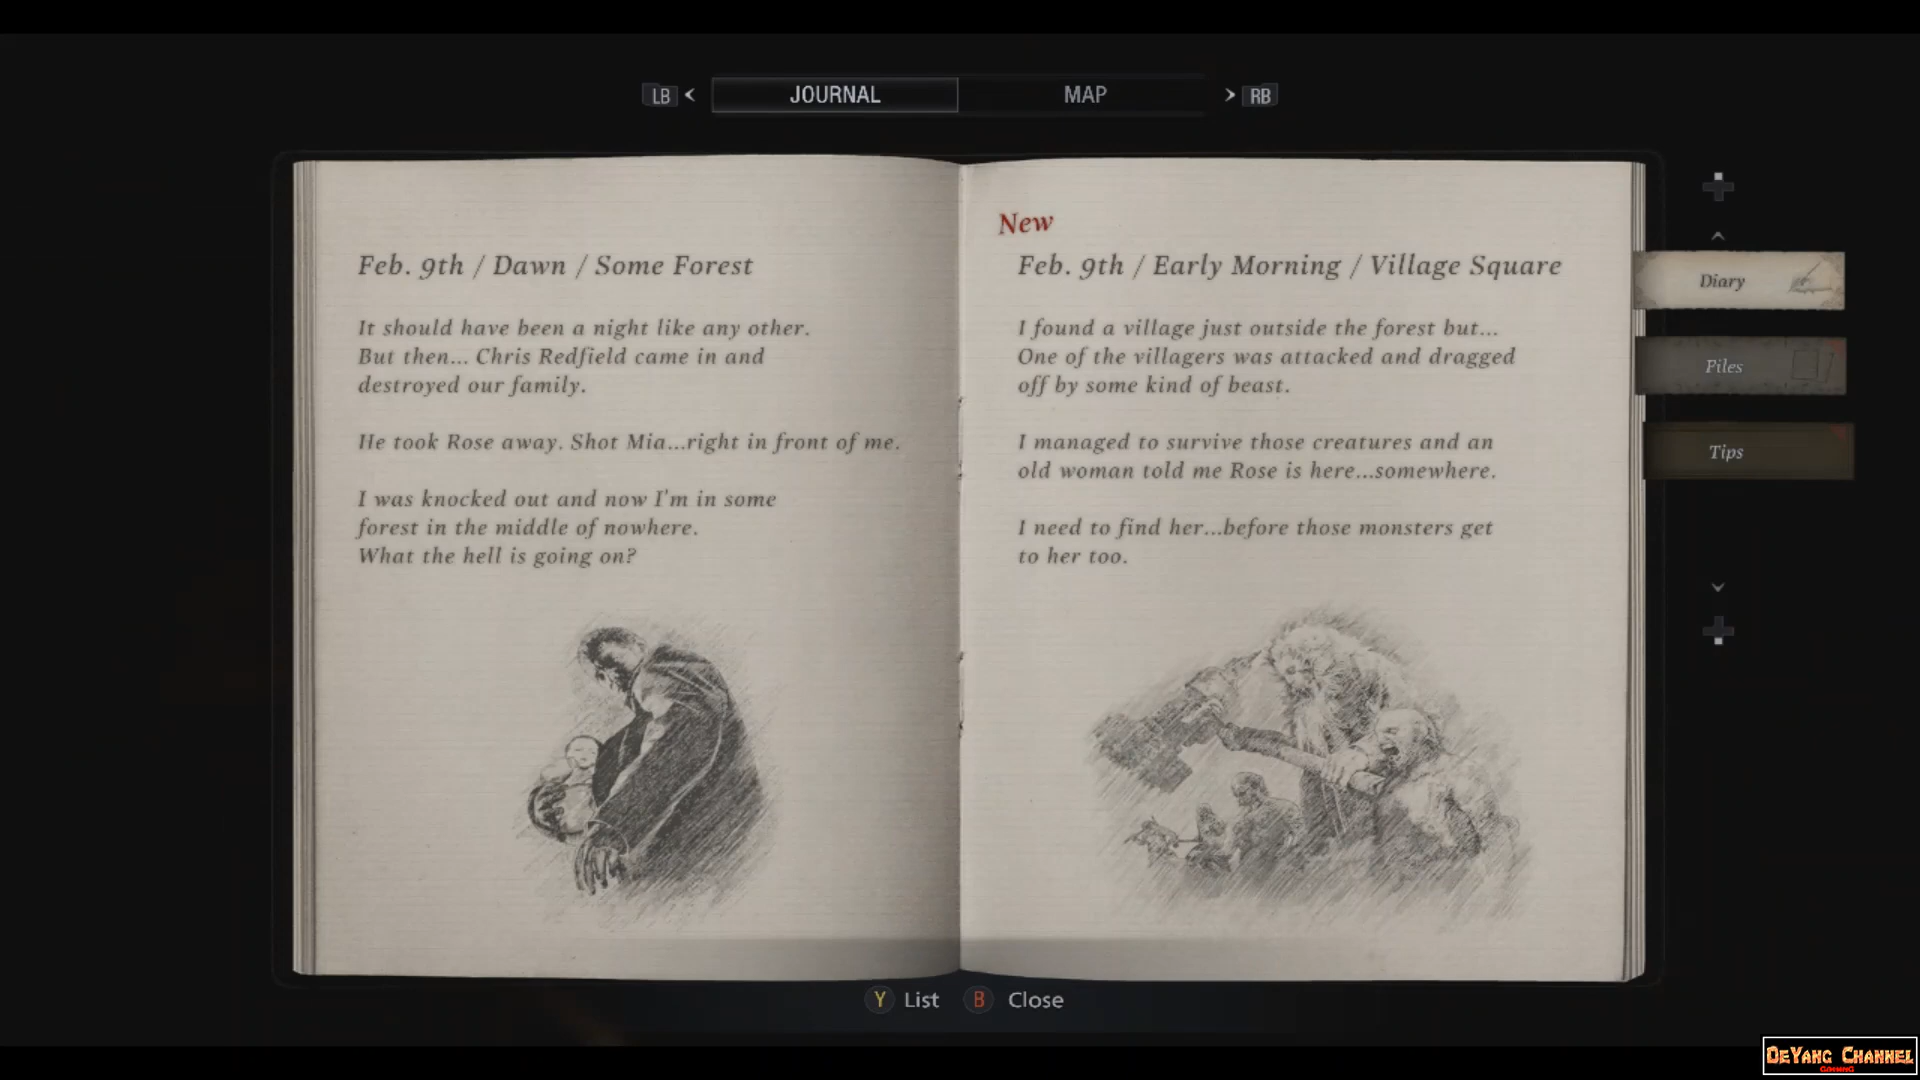 LB < JOURNAL MAP > RB
Feb. 9th / Dawn / Some Forest
It should have been a night like any other.
But then... Chris Redfield came in and
destroyed our family.
He took Rose away. Shot Mia...right in front of me.
I was knocked out and now I'm in some
forest in the middle of nowhere.
What the hell is going on?
New
Feb. 9th / Early Morning / Village Square
I found a village just outside the forest but...
One of the villagers was attacked and dragged
off by some kind of beast.
I managed to survive those creatures and an
old woman told me Rose is here...somewhere.
I need to find her...before those monsters get
to her too.
Diary
Files
Tips
Y List B Close
DeYang Channel
Gaming